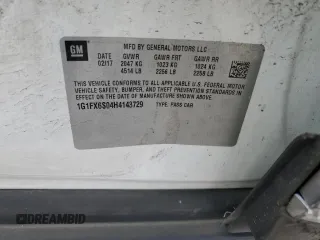 GM
MFD BY GENERAL MOTORS LLC
DATE GVWR GAWR FRT GAWR RR
02/17 2047 KG 1023 KG 1024 KG
4514 LB 2256 LB 2258 LB
THIS VEHICLE CONFORMS TO ALL APPLICABLE U.S. FEDERAL MOTOR VEHICLE
SAFETY, BUMPER, AND THEFT PREVENTION STANDARDS IN EFFECT
ON THE DATE OF MANUFACTURE SHOWN ABOVE.
1G1FX6S04H4143729 TYPE: PASS CAR
DREAMBID